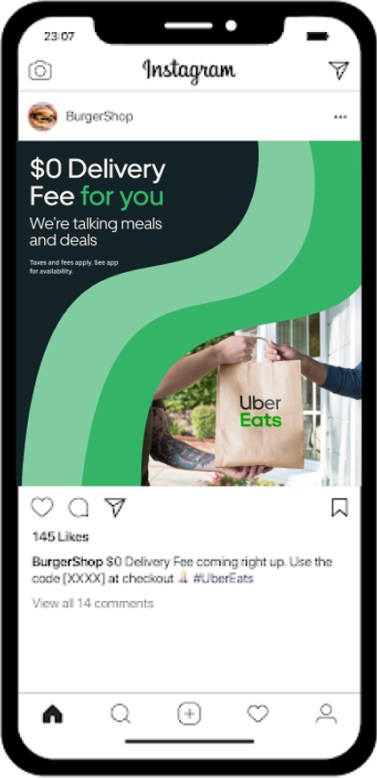 23:07
Instagram
BurgerShop
$0 Delivery
Fee for you
We're talking meals
and deals
Taxes and fees apply. See app
for availability.
Uber
Eats
145 Likes
BurgerShop $0 Delivery Fee coming right up. Use the
code [XXXX] at checkout #UberEats
View all 14 comments